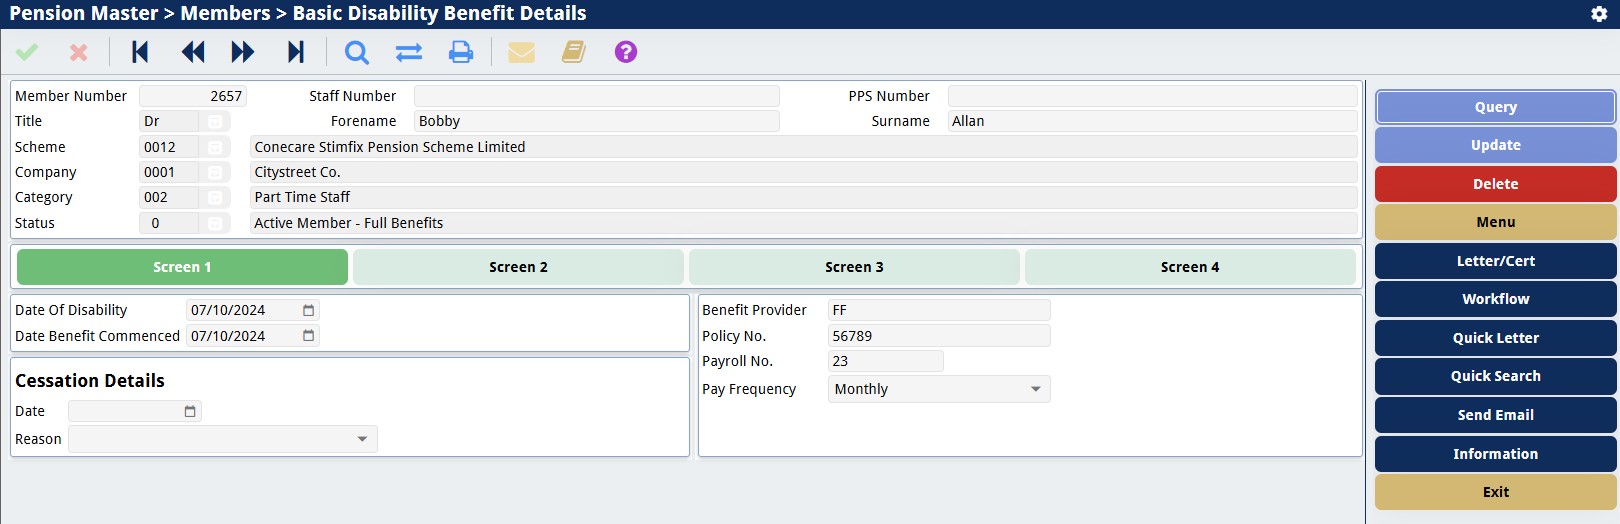 Pension Master > Members > Basic Disability Benefit Details
?
Member Number 2657 Staff Number PPS Number
Title Dr Forename Bobby Surname Allan
Scheme 0012 Conecare Stimfix Pension Scheme Limited
Company 0001 Citystreet Co.
Category 002 Part Time Staff
Status 0 Active Member - Full Benefits
Screen 1 Screen 2 Screen 3 Screen 4
Date Of Disability 07/10/2024
Date Benefit Commenced 07/10/2024
Cessation Details
Date
Reason
Benefit Provider FF
Policy No. 56789
Payroll No. 23
Pay Frequency Monthly
Query
Update
Delete
Menu
Letter/Cert
Workflow
Quick Letter
Quick Search
Send Email
Information
Exit